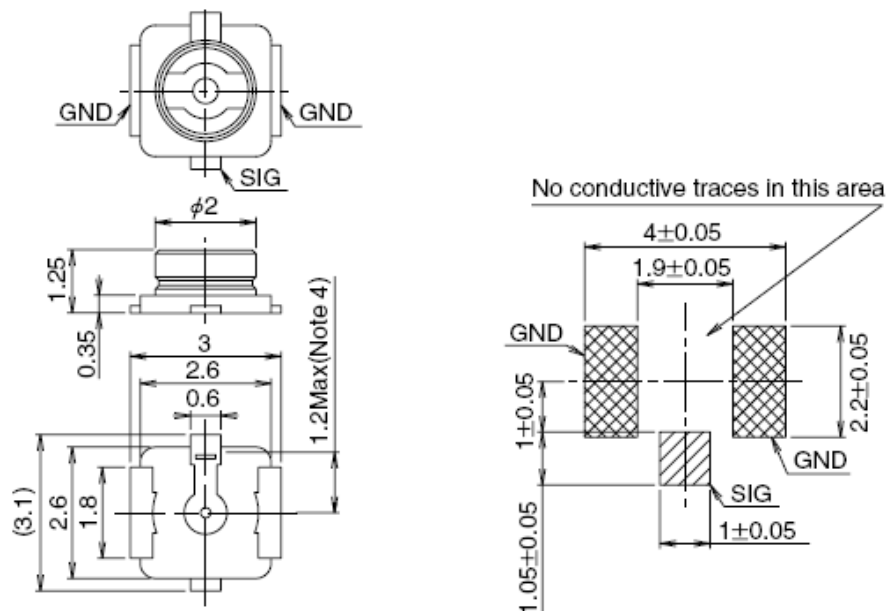 GND
GND
SIG
ϕ2
1.25
0.35
3
2.6
0.6
1.2Max(Note 4)
(3.1)
2.6
1.8
No conductive traces in this area
4±0.05
1.9±0.05
GND
1±0.05
2.2±0.05
GND
SIG
1±0.05
1.05±0.05